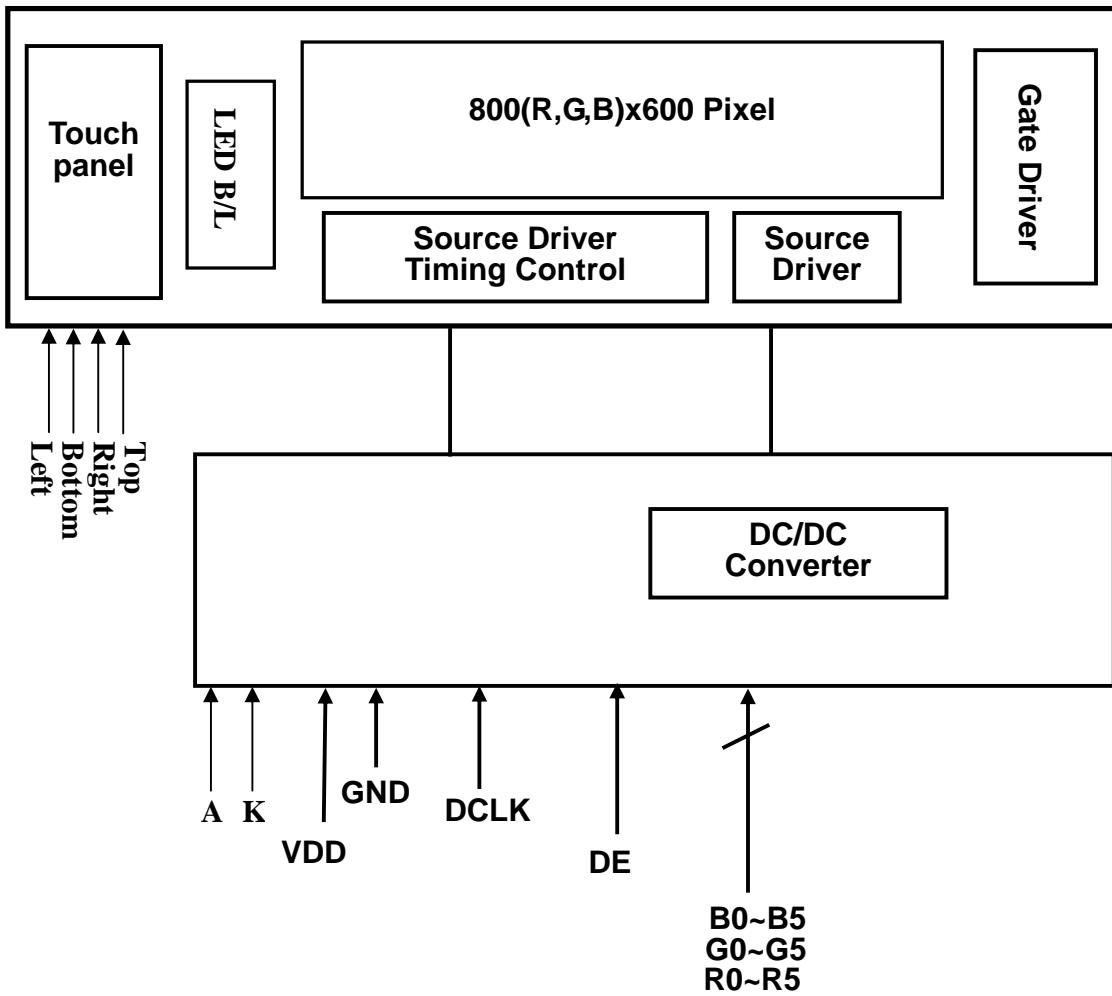 Touch
panel
LED B/L
800(R,G,B)x600 Pixel
Source Driver
Timing Control
Source
Driver
Gate Driver
Left
Bottom
Right
Top
DC/DC
Converter
A
K
VDD
GND
DCLK
DE
B0~B5
G0~G5
R0~R5